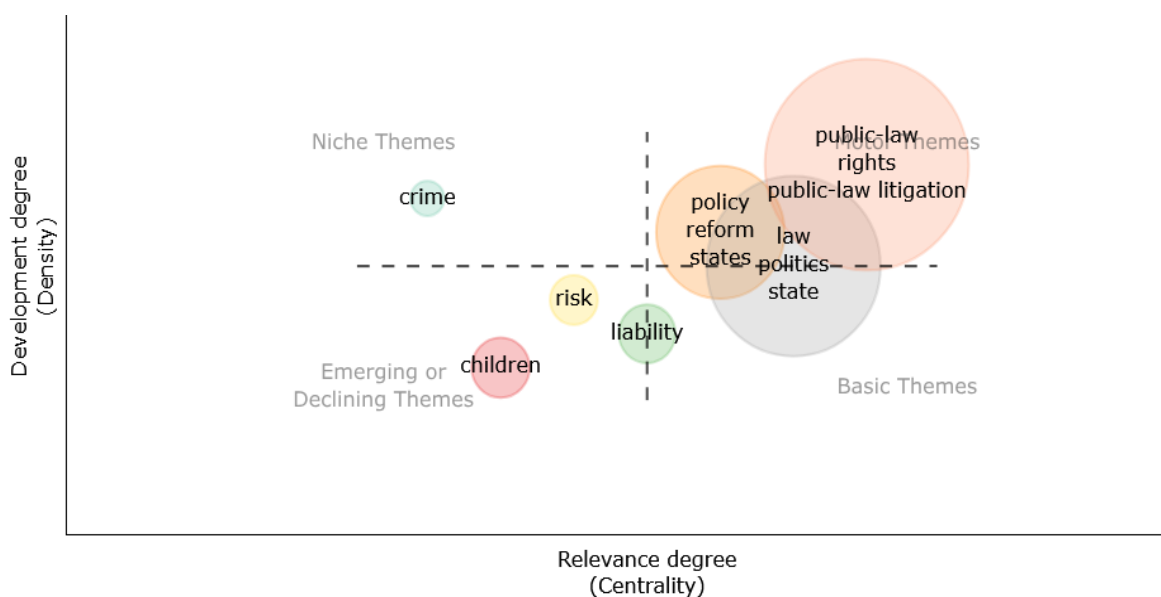 Niche Themes
Motor Themes
public-law
rights
public-law litigation
crime
policy
reform
states
law
politics
state
risk
liability
children
Emerging or
Declining Themes
Basic Themes
Development degree
(Density)
Relevance degree
(Centrality)